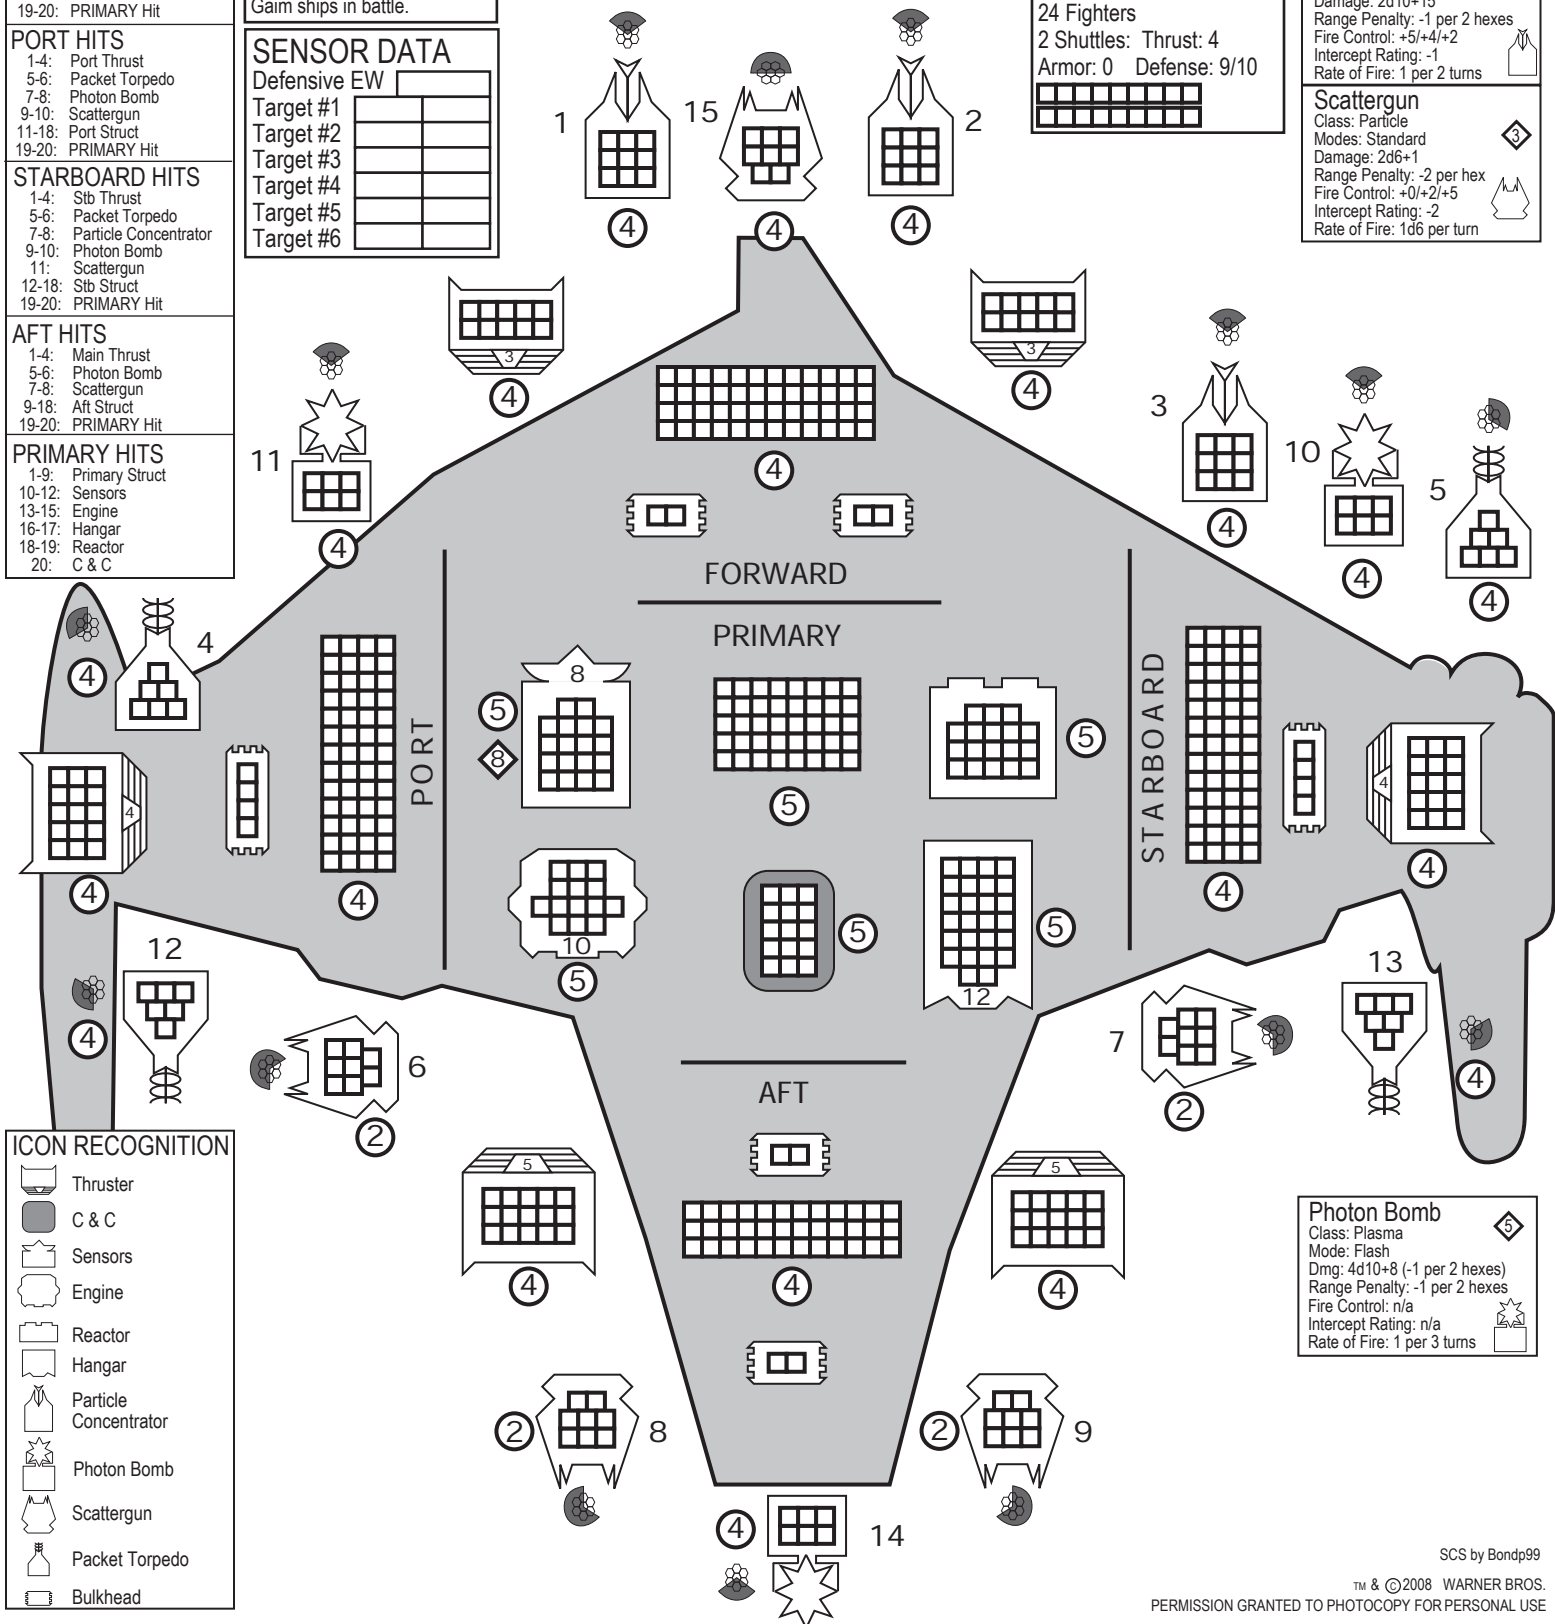 19-20: PRIMARY Hit
PORT HITS
1-4: Port Thrust
5-6: Packet Torpedo
7-8: Photon Bomb
9-10: Scattergun
11-18: Port Struct
19-20: PRIMARY Hit
STARBOARD HITS
1-4: Stb Thrust
5-6: Packet Torpedo
7-8: Particle Concentrator
9-10: Photon Bomb
11: Scattergun
12-18: Stb Struct
19-20: PRIMARY Hit
AFT HITS
1-4: Main Thrust
5-6: Photon Bomb
7-8: Scattergun
9-18: Aft Struct
19-20: PRIMARY Hit
PRIMARY HITS
1-9: Primary Struct
10-12: Sensors
13-15: Engine
16-17: Hangar
18-19: Reactor
20: C & C
Gaim ships in battle.
SENSOR DATA
Defensive EW
Target #1
Target #2
Target #3
Target #4
Target #5
Target #6
24 Fighters
2 Shuttles: Thrust: 4
Armor: 0 Defense: 9/10
Damage: 2d10+15
Range Penalty: -1 per 2 hexes
Fire Control: +5/+4/+2
Intercept Rating: -1
Rate of Fire: 1 per 2 turns
Scattergun
Class: Particle
Modes: Standard
3
Damage: 2d6+1
Range Penalty: -2 per hex
Fire Control: +0/+2/+5
Intercept Rating: -2
Rate of Fire: 1d6 per turn
1
15
2
4
4
4
3
4
3
4
11
4
3
4
10
4
5
4
4
FORWARD
PRIMARY
4
4
4
4
PORT
4
8
5
8
5
5
10
5
5
12
5
STARBOARD
4
4
4
12
4
6
2
7
2
13
4
AFT
5
4
5
4
4
2
8
2
9
4
14
ICON RECOGNITION
Thruster
C & C
Sensors
Engine
Reactor
Hangar
Particle
Concentrator
Photon Bomb
Scattergun
Packet Torpedo
Bulkhead
Photon Bomb
Class: Plasma
5
Mode: Flash
Dmg: 4d10+8 (-1 per 2 hexes)
Range Penalty: -1 per 2 hexes
Fire Control: n/a
Intercept Rating: n/a
Rate of Fire: 1 per 3 turns
SCS by Bondp99
TM & ©2008 WARNER BROS.
PERMISSION GRANTED TO PHOTOCOPY FOR PERSONAL USE